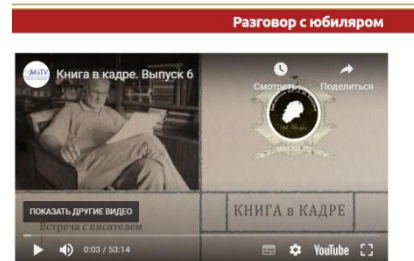 Разговор с юбиляром
MüTV
Книга в кадре. Выпуск 6
Смотреть
Поделиться
ПОКАЗАТЬ ДРУГИЕ ВИДЕО
Встреча с писателем
КНИГА в КАДРЕ
0:03 / 53:14
YouTube